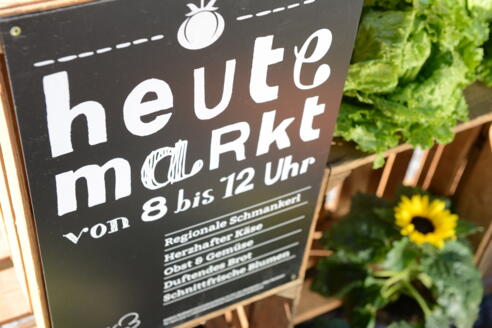 heute
markt
von 8 bis 12 Uhr
Regionale Schmankerl
Herzhafter Käse
Obst & Gemüse
Duftendes Brot
Schnittfrische Blumen